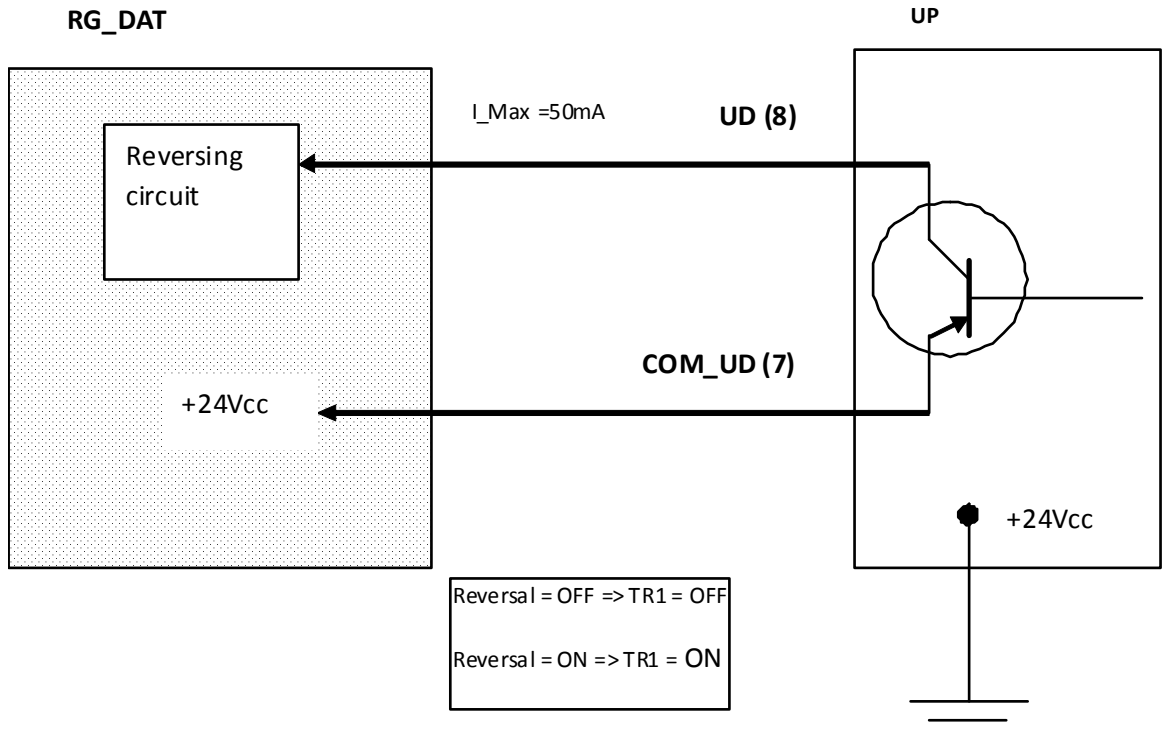 RG_DAT
UP
I_Max =50mA
UD (8)
Reversing
circuit
COM_UD (7)
+24Vcc
+24Vcc
Reversal = OFF => TR1 = OFF
Reversal = ON => TR1 = ON